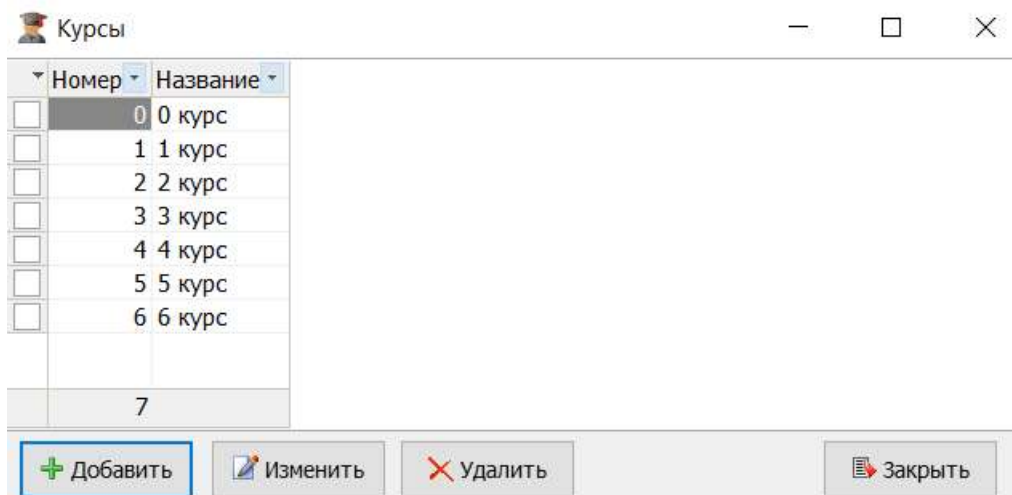 Курсы
Номер Название
0 0 курс
1 1 курс
2 2 курс
3 3 курс
4 4 курс
5 5 курс
6 6 курс
7
Добавить Изменить Удалить Закрыть